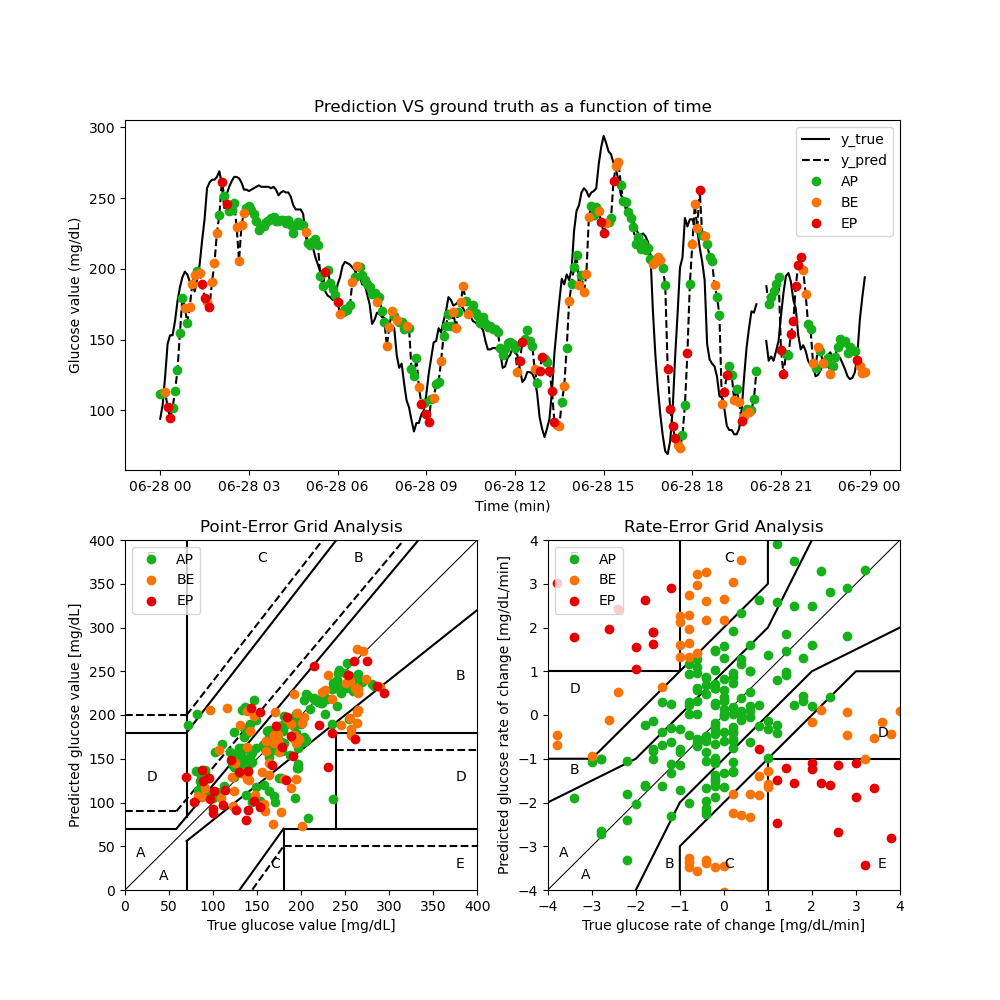 Prediction VS ground truth as a function of time
Glucose value (mg/dL)
300
250
200
150
100
y_true
y_pred
AP
BE
EP
06-28 00 06-28 03 06-28 06 06-28 09 06-28 12 06-28 15 06-28 18 06-28 21 06-29 00
Time (min)
Point-Error Grid Analysis
Predicted glucose value [mg/dL]
400
350
300
250
200
150
100
50
0
AP
BE
EP
C
B
B
D
D
A
A
C
E
0 50 100 150 200 250 300 350 400
True glucose value [mg/dL]
Rate-Error Grid Analysis
Predicted glucose rate of change [mg/dL/min]
4
3
2
1
0
−1
−2
−3
−4
AP
BE
EP
C
D
D
B
A
A
B
C
E
−4 −3 −2 −1 0 1 2 3 4
True glucose rate of change [mg/dL/min]